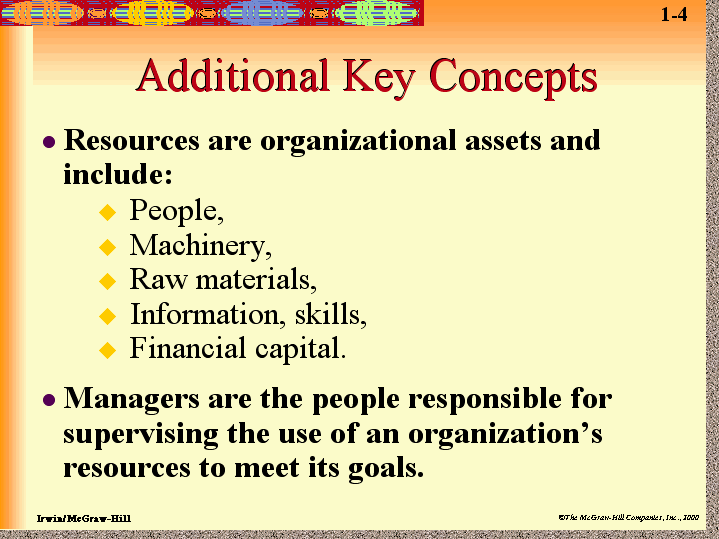 1-4
Additional Key Concepts
Resources are organizational assets and
include:
People,
Machinery,
Raw materials,
Information, skills,
Financial capital.
Managers are the people responsible for
supervising the use of an organization’s
resources to meet its goals.
Irwin/McGraw-Hill
©The McGraw-Hill Companies, Inc., 2000